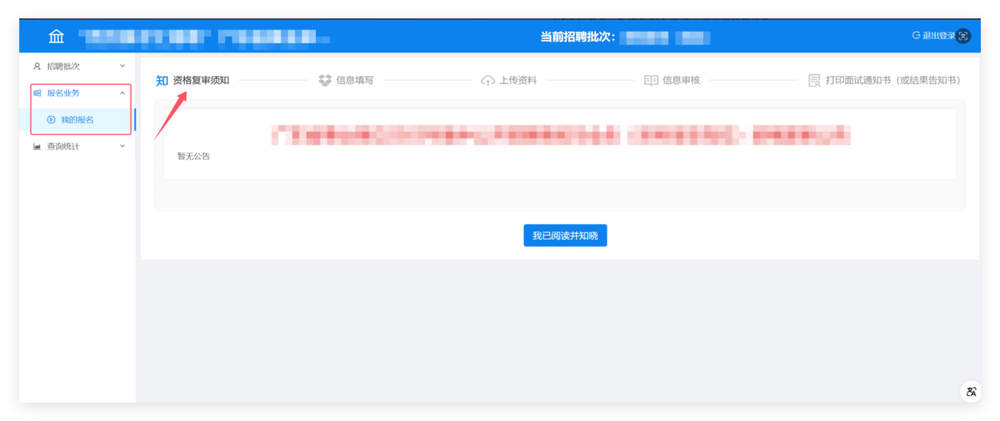 当前招聘批次:
退出登录
招聘批次
报名业务
我的报名
查询统计
知 资格复审须知
信息填写
上传资料
信息审核
打印面试通知书（或结果告知书）
暂无公告
我已阅读并知晓